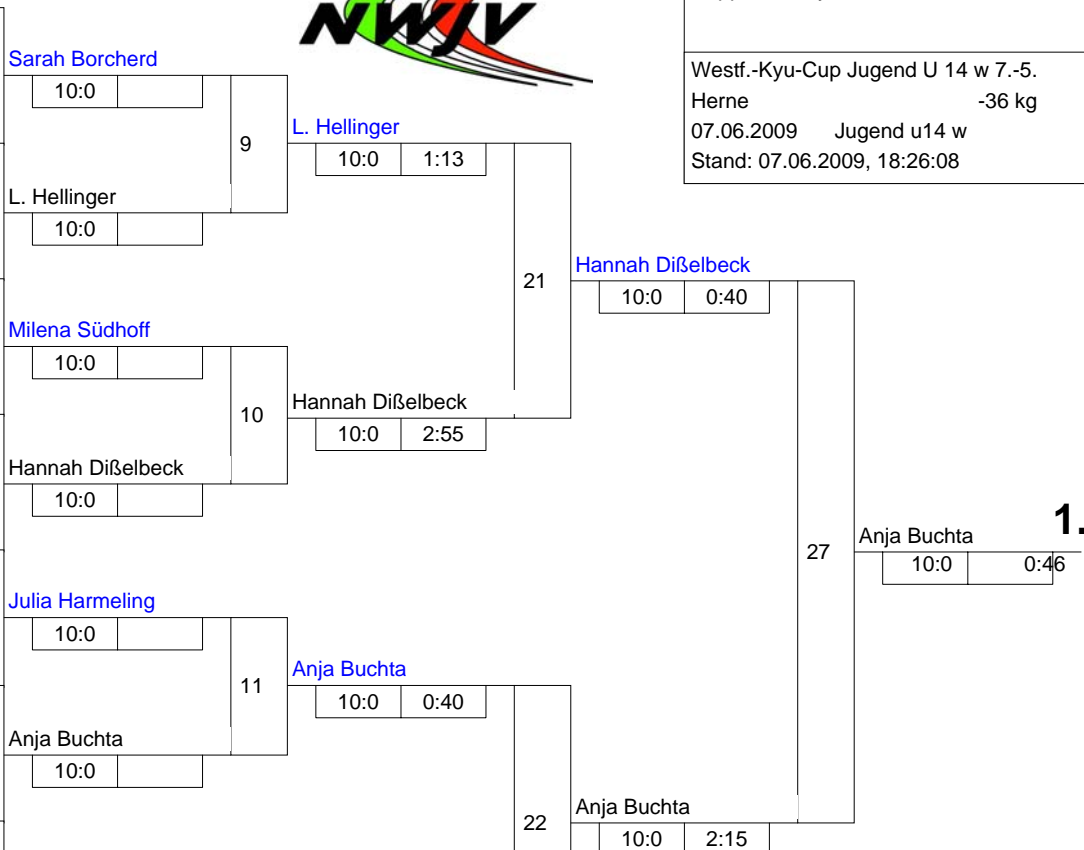 NWJV
Westf.-Kyu-Cup Jugend U 14 w 7.-5.
Herne -36 kg
07.06.2009 Jugend u14 w
Stand: 07.06.2009, 18:26:08
Sarah Borcherd
10:0
9
L. Hellinger
10:0 1:13
L. Hellinger
10:0
21
Hannah Dißelbeck
10:0 0:40
Milena Südhoff
10:0
10
Hannah Dißelbeck
10:0 2:55
Hannah Dißelbeck
10:0
27
1.
Anja Buchta
10:0 0:46
Julia Harmeling
10:0
11
Anja Buchta
10:0 0:40
Anja Buchta
10:0
22
Anja Buchta
10:0 2:15